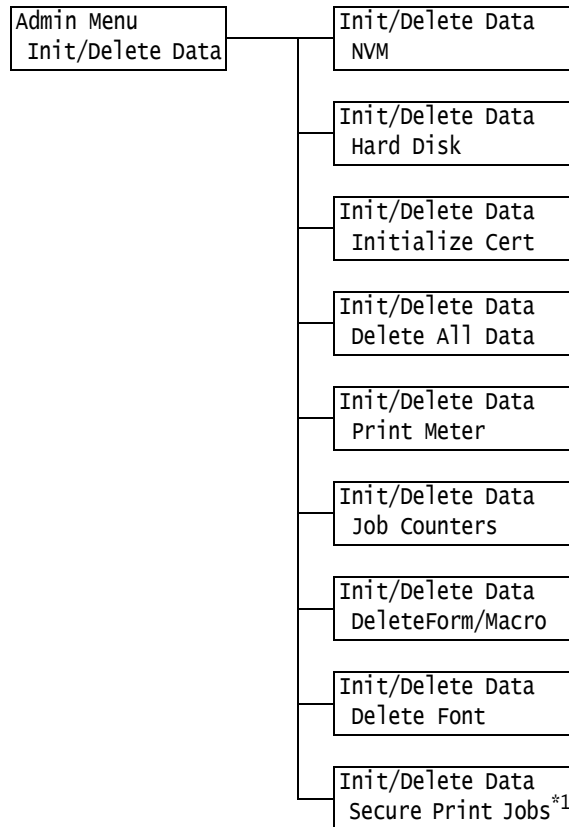 Admin Menu
Init/Delete Data
Init/Delete Data
NVM
Init/Delete Data
Hard Disk
Init/Delete Data
Initialize Cert
Init/Delete Data
Delete All Data
Init/Delete Data
Print Meter
Init/Delete Data
Job Counters
Init/Delete Data
DeleteForm/Macro
Init/Delete Data
Delete Font
Init/Delete Data
Secure Print Jobs*1